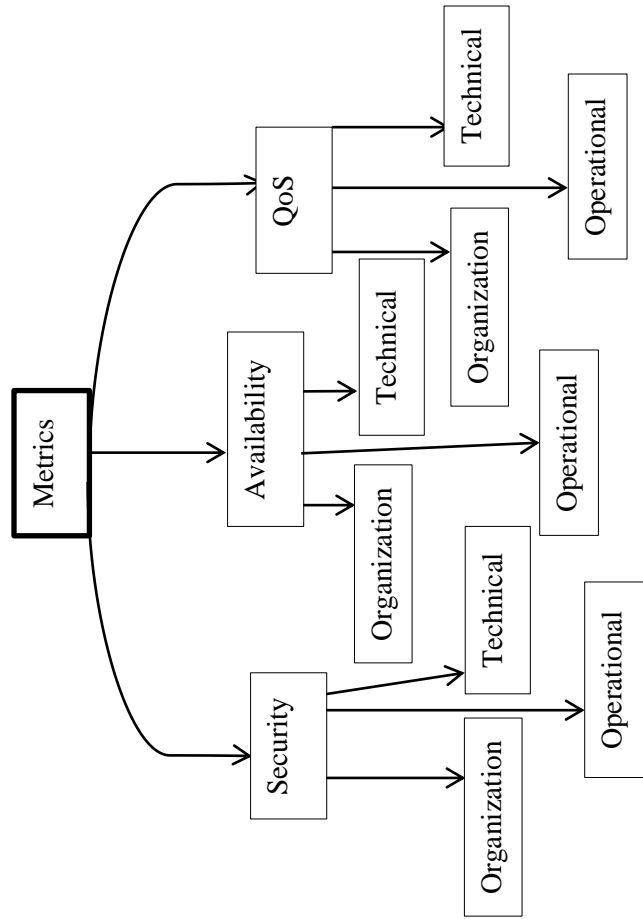 Metrics
Security
Availability
QoS
Organization
Operational
Technical
Organization
Operational
Technical
Organization
Operational
Technical